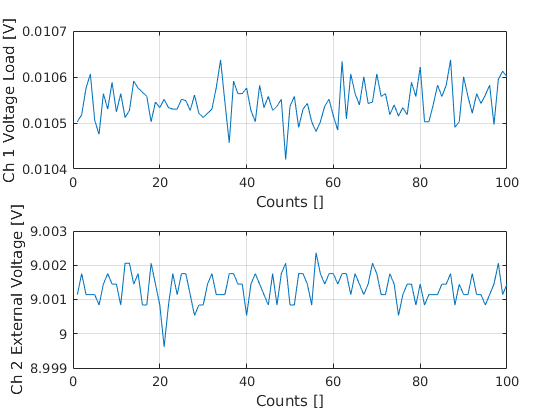 0.0107
0.0106
0.0105
0.0104
Ch 1 Voltage Load [V]
0 20 40 60 80 100
Counts []
9.003
9.002
9.001
9
8.999
Ch 2 External Voltage [V]
0 20 40 60 80 100
Counts []